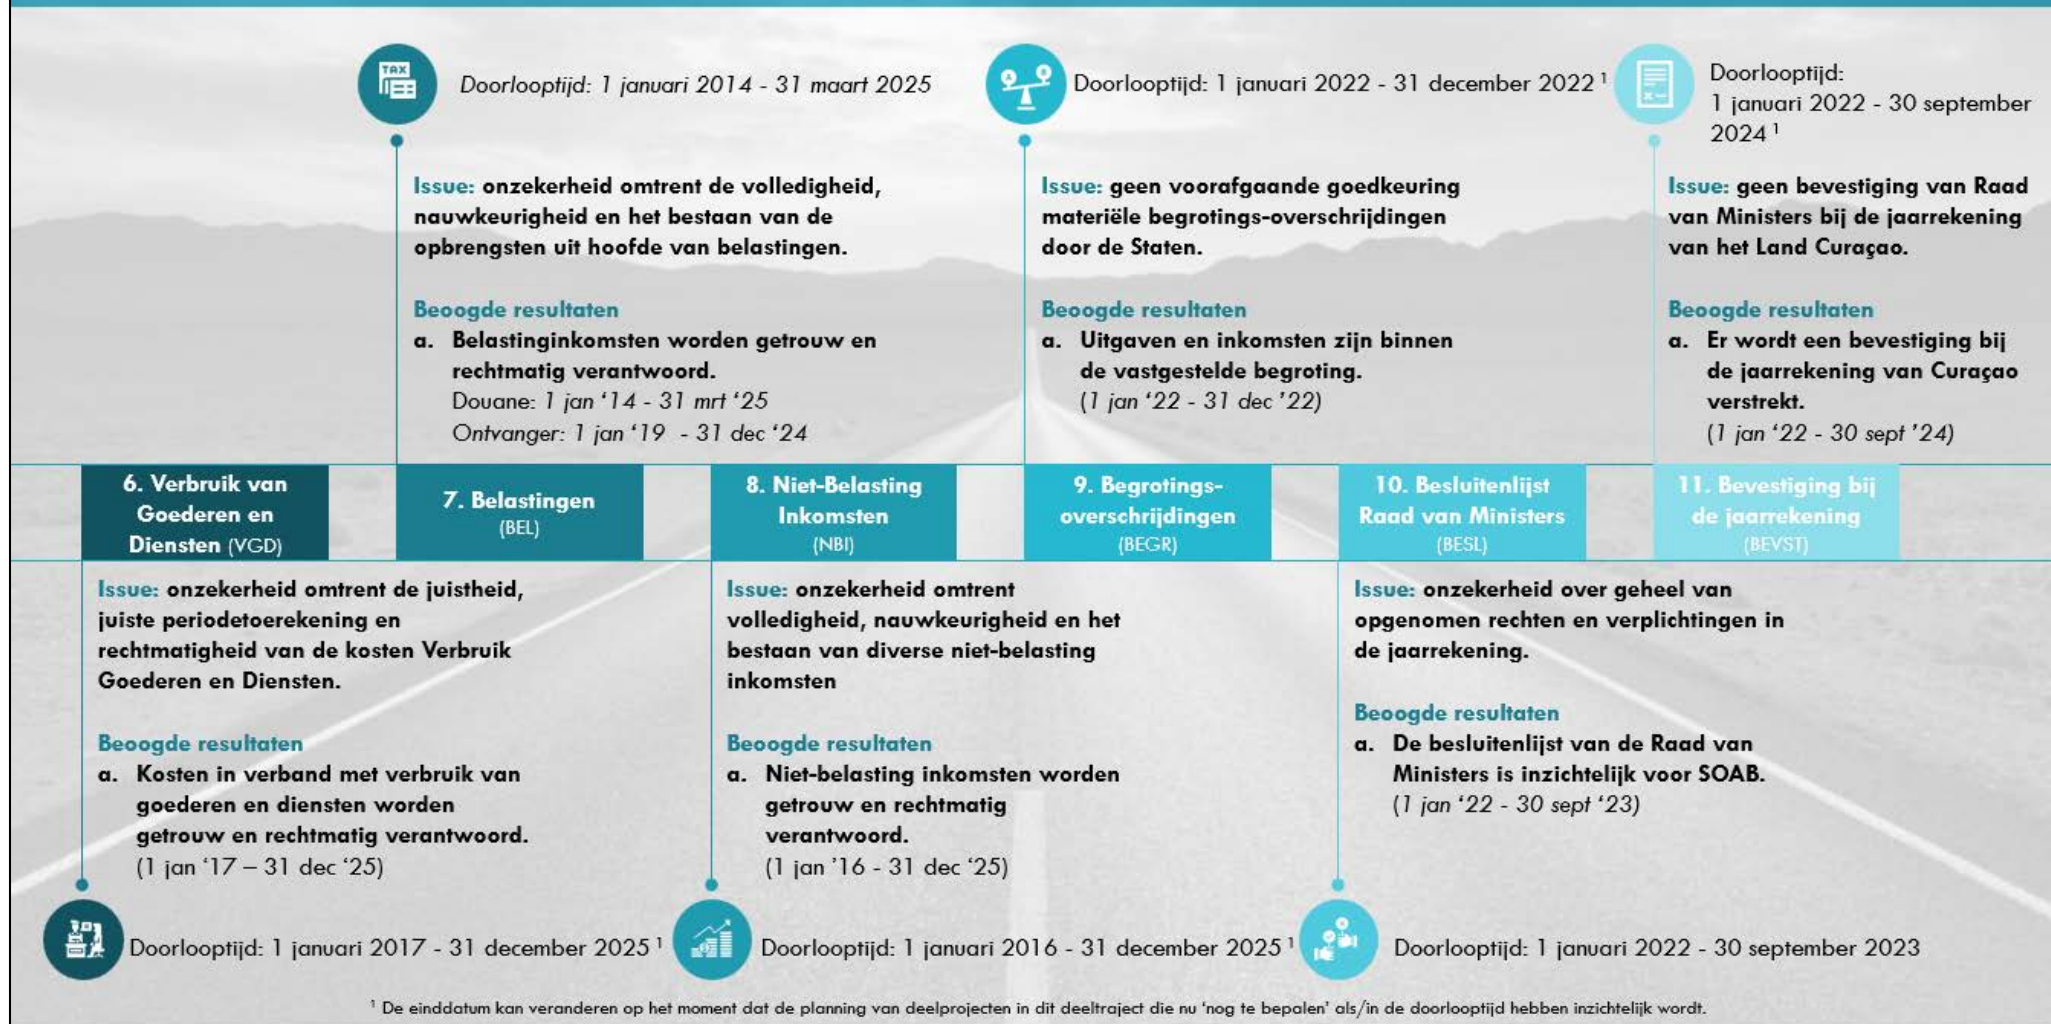 TAX
Doorlooptijd: 1 januari 2014 - 31 maart 2025
Issue: onzekerheid omtrent de volledigheid,
nauwkeurigheid en het bestaan van de
opbrengsten uit hoofde van belastingen.
Beoogde resultaten
a. Belastinginkomsten worden getrouw en
rechtmatig verantwoord.
Douane: 1 jan ‘14 - 31 mrt ‘25
Ontvanger: 1 jan ‘19 - 31 dec ‘24
Doorlooptijd: 1 januari 2022 - 31 december 2022 ¹
Issue: geen voorafgaande goedkeuring
materiële begrotings-overschrijdingen
door de Staten.
Beoogde resultaten
a. Uitgaven en inkomsten zijn binnen
de vastgestelde begroting.
(1 jan ‘22 - 31 dec ’22)
Doorlooptijd:
1 januari 2022 - 30 september
2024 ¹
Issue: geen bevestiging van Raad
van Ministers bij de jaarrekening
van het Land Curaçao.
Beoogde resultaten
a. Er wordt een bevestiging bij
de jaarrekening van Curaçao
verstrekt.
(1 jan ‘22 - 30 sept ’24)
6. Verbruik van
Goederen en
Diensten (VGD)
7. Belastingen
(BEL)
8. Niet-Belasting
Inkomsten
(NBI)
9. Begrotings-
overschrijdingen
(BEGR)
10. Besluitenlijst
Raad van Ministers
(BESL)
11. Bevestiging bij
de jaarrekening
(BEVST)
Issue: onzekerheid omtrent de juistheid,
juiste periodetoerekening en
rechtmatigheid van de kosten Verbruik
Goederen en Diensten.
Beoogde resultaten
a. Kosten in verband met verbruik van
goederen en diensten worden
getrouw en rechtmatig verantwoord.
(1 jan ‘17 – 31 dec ‘25)
Doorlooptijd: 1 januari 2017 - 31 december 2025 ¹
Issue: onzekerheid omtrent
volledigheid, nauwkeurigheid en het
bestaan van diverse niet-belasting
inkomsten
Beoogde resultaten
a. Niet-belasting inkomsten worden
getrouw en rechtmatig
verantwoord.
(1 jan ’16 - 31 dec ‘25)
Doorlooptijd: 1 januari 2016 - 31 december 2025 ¹
Issue: onzekerheid over geheel van
opgenomen rechten en verplichtingen in
de jaarrekening.
Beoogde resultaten
a. De besluitenlijst van de Raad van
Ministers is inzichtelijk voor SOAB.
(1 jan ‘22 - 30 sept ‘23)
Doorlooptijd: 1 januari 2022 - 30 september 2023
¹ De einddatum kan veranderen op het moment dat de planning van deelprojecten in dit deeltraject die nu ‘nog te bepalen’ als/in de doorlooptijd hebben inzichtelijk wordt.